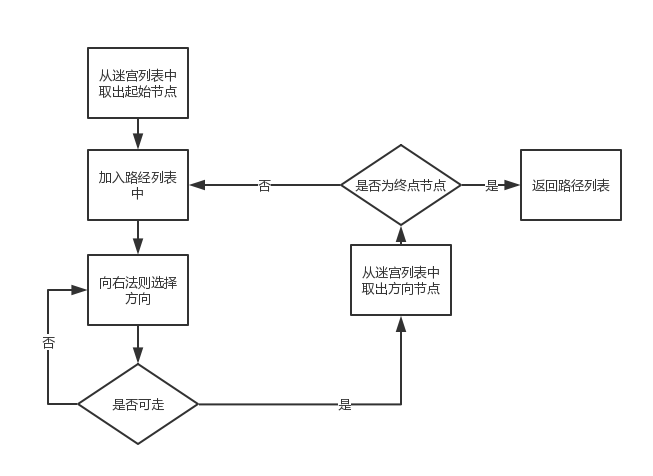 从迷宫列表中
取出起始节点
加入路经列表
中
否
是否为终点节点
是
返回路径列表
向右法则选择
方向
从迷宫列表中
取出方向节点
否
是否可走
是